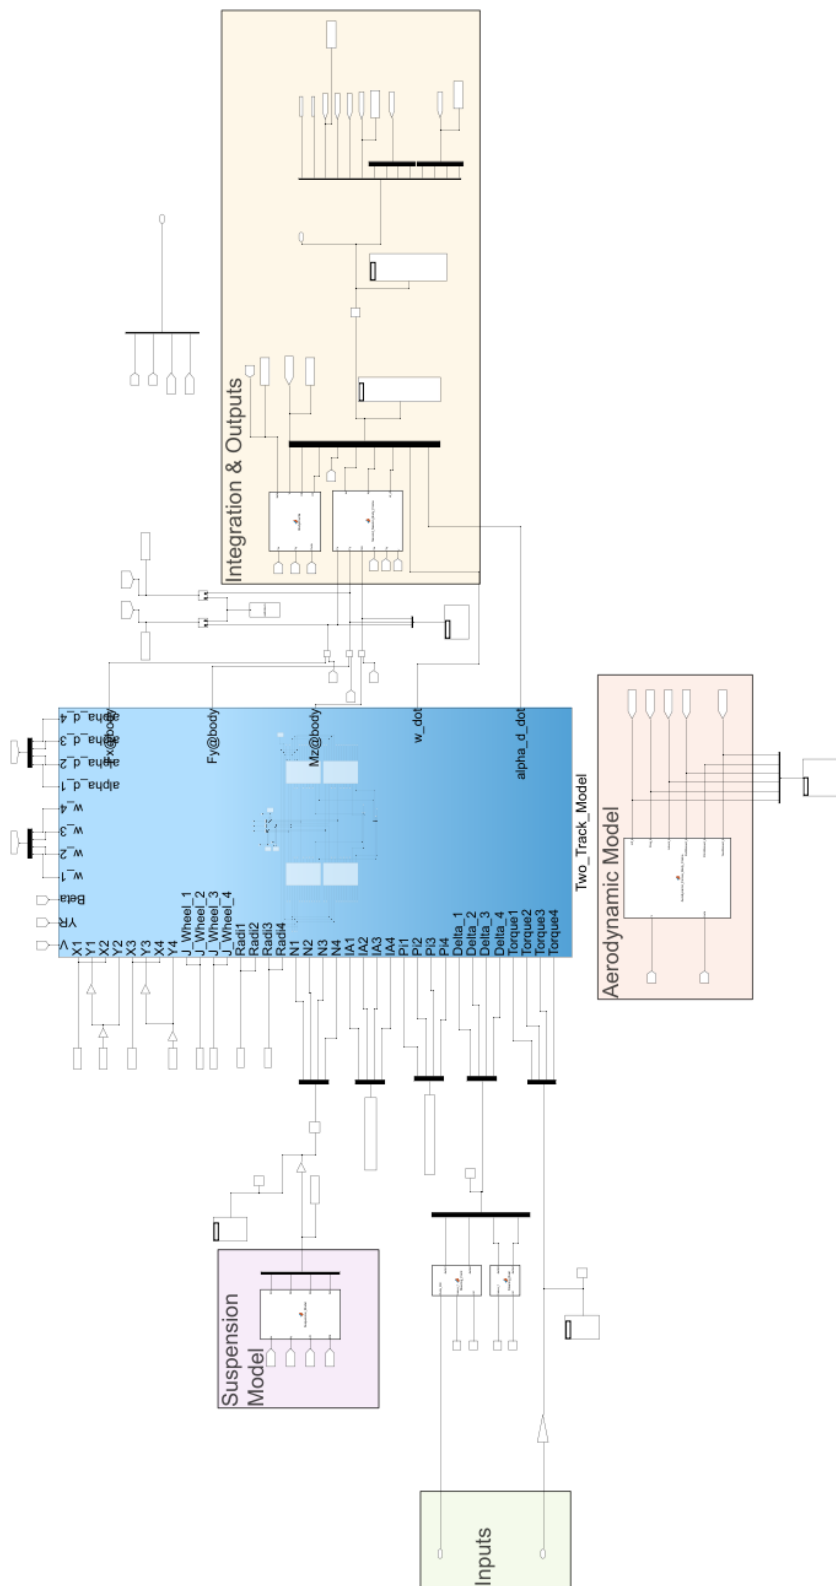 Integration & Outputs
alpha_d_4
alpha_d_3
alpha_d_2
alpha_d_1
w_4
w_3
w_2
w_1
Beta
YR
V
Fx@body
Fy@body
Mz@body
w_dot
alpha_d_dot
X1
Y1
X2
Y2
X3
Y3
X4
Y4
J_Wheel_1
J_Wheel_2
J_Wheel_3
J_Wheel_4
Radi1
Radi2
Radi3
Radi4
N1
N2
N3
N4
IA1
IA2
IA3
IA4
Pi1
Pi2
Pi3
Pi4
Delta_1
Delta_2
Delta_3
Delta_4
Torque1
Torque2
Torque3
Torque4
Two_Track_Model
Aerodynamic Model
Suspension
Model
Inputs